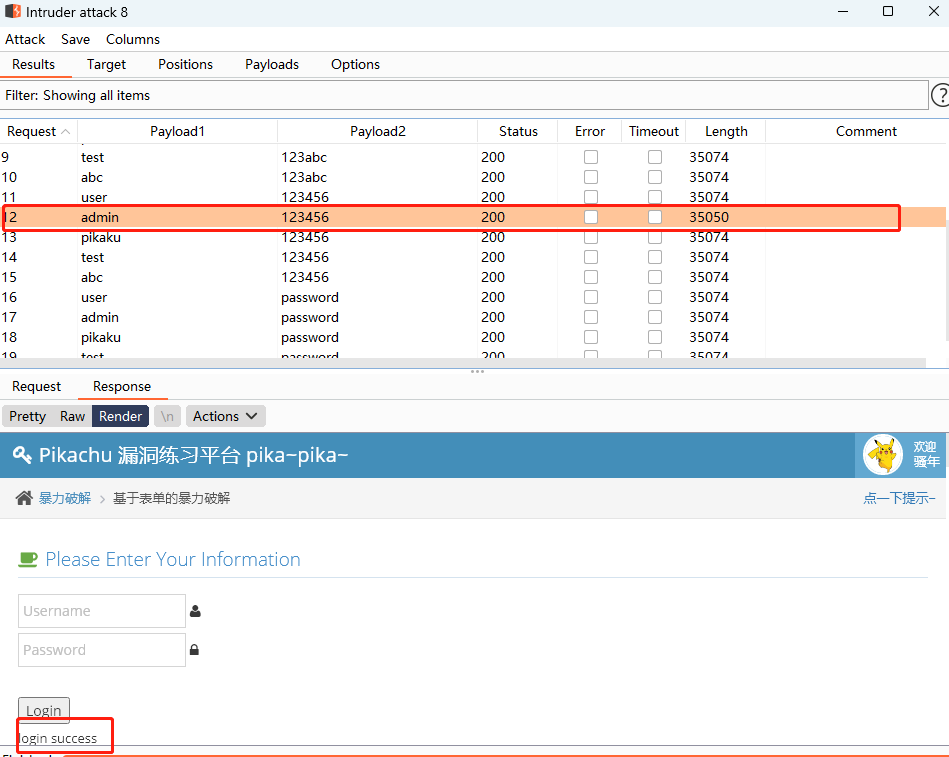 Intruder attack 8
Attack Save Columns
Results Target Positions Payloads Options
Filter: Showing all items ?
Request Payload1 Payload2 Status Error Timeout Length Comment
9 test 123abc 200 35074
10 abc 123abc 200 35074
11 user 123456 200 35074
12 admin 123456 200 35050
13 pikaku 123456 200 35074
14 test 123456 200 35074
15 abc 123456 200 35074
16 user password 200 35074
17 admin password 200 35074
18 pikaku password 200 35074
19 test password 200 35074
Request Response
Pretty Raw Render \n Actions
Pikachu 漏洞练习平台 pika~pika~
欢迎
骚年
暴力破解 > 基于表单的暴力破解 点一下提示~
Please Enter Your Information
Username
Password
Login
login success